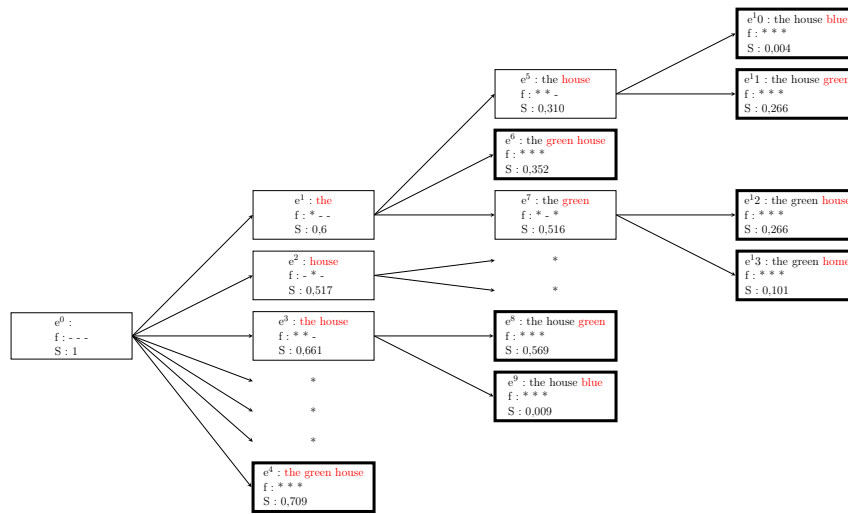 e⁰ :
f : - - -
S : 1
e¹ : the
f : * - -
S : 0,6
e² : house
f : - * -
S : 0,517
e³ : the house
f : * * -
S : 0,661
*
*
*
e⁴ : the green house
f : * * *
S : 0,709
e⁵ : the house
f : * * -
S : 0,310
e⁶ : the green house
f : * * *
S : 0,352
e⁷ : the green
f : * - *
S : 0,516
*
*
e⁸ : the house green
f : * * *
S : 0,569
e⁹ : the house blue
f : * * *
S : 0,009
e¹0 : the house blue
f : * * *
S : 0,004
e¹1 : the house green
f : * * *
S : 0,266
e¹2 : the green house
f : * * *
S : 0,266
e¹3 : the green home
f : * * *
S : 0,101